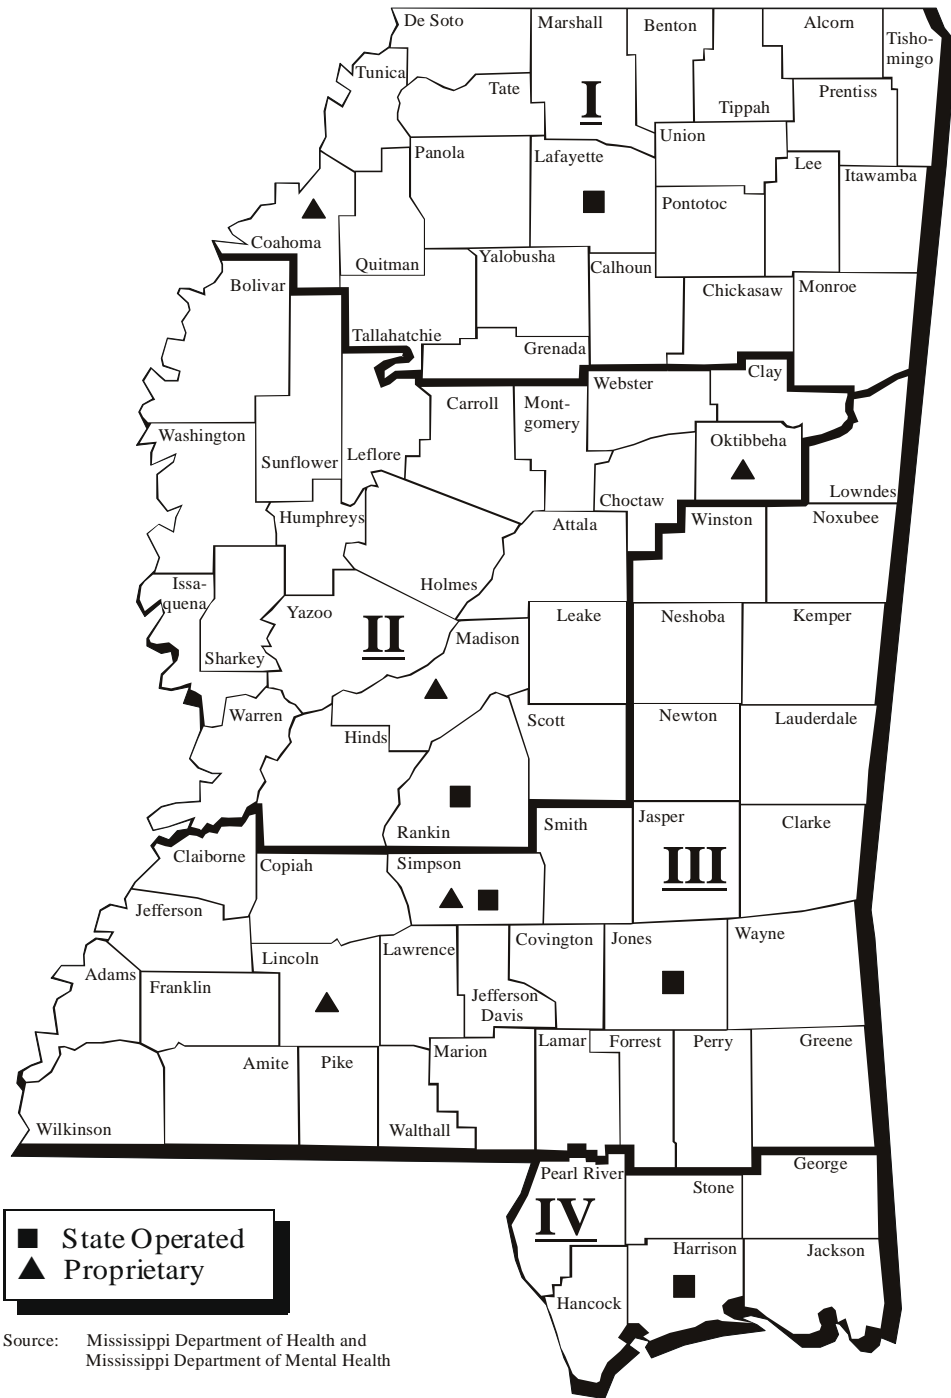 De Soto
Marshall
Benton
Alcorn
Tisho-
mingo
Tunica
Tate
I
Tippah
Prentiss
Union
Panola
Lafayette
Lee
Itawamba
Pontotoc
Coahoma
Quitman
Yalobusha
Calhoun
Bolivar
Chickasaw
Monroe
Tallahatchie
Grenada
Clay
Webster
Carroll
Mont-
gomery
Washington
Oktibbeha
Sunflower
Leflore
Choctaw
Lowndes
Humphreys
Attala
Winston
Noxubee
Issa-
quena
Holmes
Yazoo
Leake
Neshoba
Kemper
II
Madison
Sharkey
Warren
Hinds
Scott
Newton
Lauderdale
Rankin
Smith
Jasper
Clarke
Claiborne
Copiah
Simpson
III
Jefferson
Lincoln
Lawrence
Covington
Jones
Wayne
Adams
Franklin
Jefferson
Davis
Amite
Pike
Marion
Lamar
Forrest
Perry
Greene
Wilkinson
Walthall
Pearl River
George
Stone
IV
Harrison
Jackson
Hancock
State Operated
Proprietary
Source: Mississippi Department of Health and
Mississippi Department of Mental Health